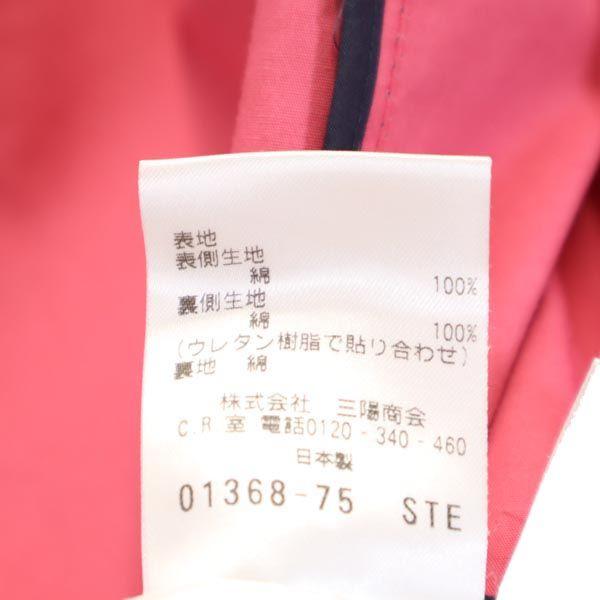 表地
表側生地
綿 100%
裏側生地
綿 100%
(ウレタン樹脂で貼り合わせ)
裏地 綿
株式会社 三陽商会
C.R室 電話0120-340-460
日本製
01368-75 STE